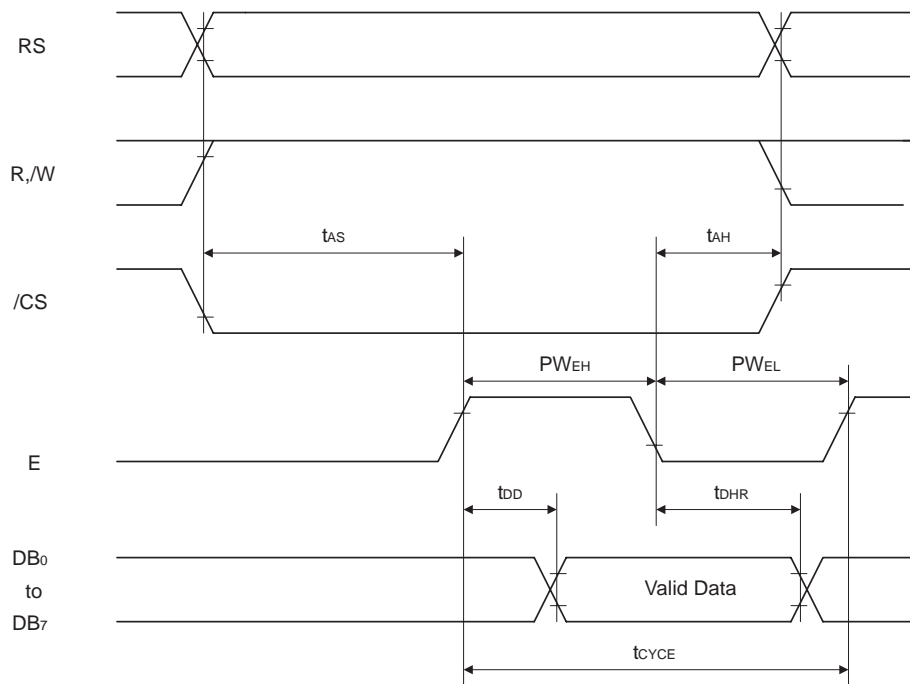 RS
R,/W
tAS
tAH
/CS
PWEH
PWEL
E
tDD
tDHR
DB0
to
DB7
Valid Data
tCYCE